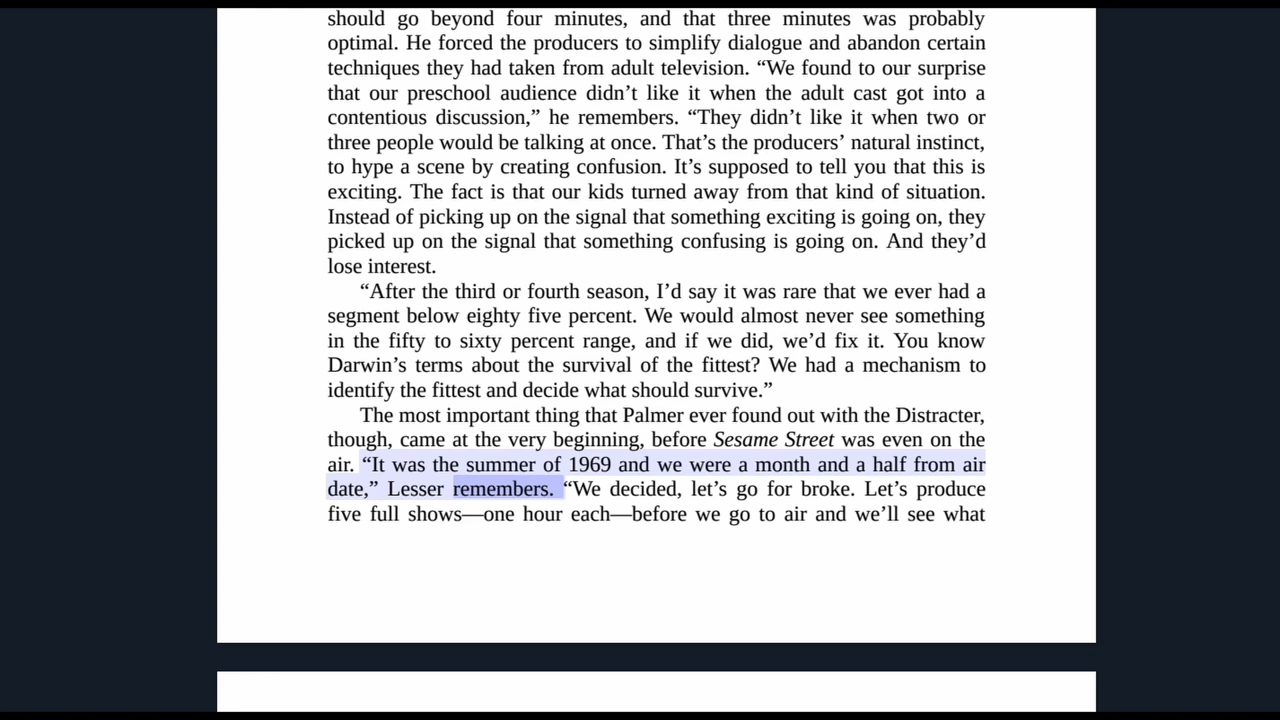 should go beyond four minutes, and that three minutes was probably
optimal. He forced the producers to simplify dialogue and abandon certain
techniques they had taken from adult television. “We found to our surprise
that our preschool audience didn’t like it when the adult cast got into a
contentious discussion,” he remembers. “They didn’t like it when two or
three people would be talking at once. That’s the producers’ natural instinct,
to hype a scene by creating confusion. It’s supposed to tell you that this is
exciting. The fact is that our kids turned away from that kind of situation.
Instead of picking up on the signal that something exciting is going on, they
picked up on the signal that something confusing is going on. And they’d
lose interest.
“After the third or fourth season, I’d say it was rare that we ever had a
segment below eighty five percent. We would almost never see something
in the fifty to sixty percent range, and if we did, we’d fix it. You know
Darwin’s terms about the survival of the fittest? We had a mechanism to
identify the fittest and decide what should survive.”
The most important thing that Palmer ever found out with the Distracter,
though, came at the very beginning, before Sesame Street was even on the
air. “It was the summer of 1969 and we were a month and a half from air
date,” Lesser remembers. “We decided, let’s go for broke. Let’s produce
five full shows—one hour each—before we go to air and we’ll see what